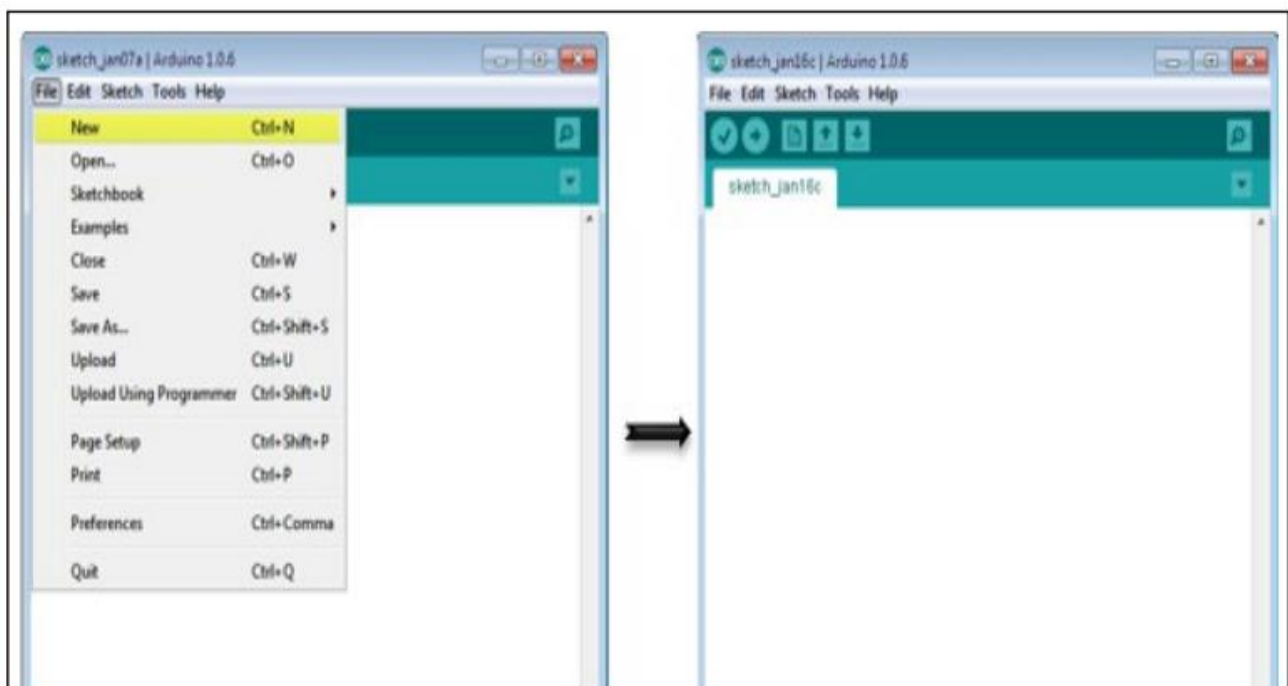 sketch_jan07a | Arduino 1.0.6
File Edit Sketch Tools Help
New Ctrl+N
Open... Ctrl+O
Sketchbook
Examples
Close Ctrl+W
Save Ctrl+S
Save As... Ctrl+Shift+S
Upload Ctrl+U
Upload Using Programmer Ctrl+Shift+U
Page Setup Ctrl+Shift+P
Print Ctrl+P
Preferences Ctrl+Comma
Quit Ctrl+Q
sketch_jan16c | Arduino 1.0.6
File Edit Sketch Tools Help
sketch_jan16c